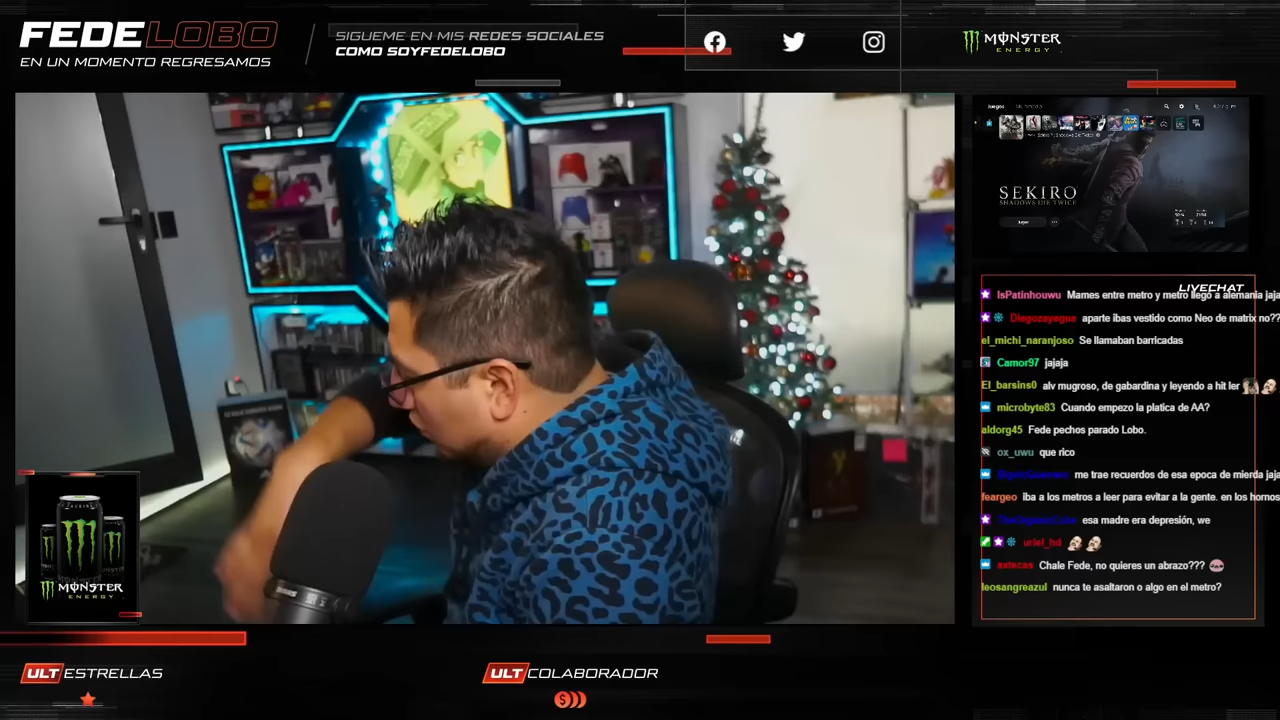 FEDELOBO
EN UN MOMENTO REGRESAMOS
SIGUEME EN MIS REDES SOCIALES
COMO SOYFEDELOBO
MONSTER
ENERGY
Juegos
SEKIRO
SHADOWS DIE TWICE
LIVECHAT
IsPatinhouwu Mames entre metro y metro llego a alemania jaja
Diegozayagua aparte ibas vestido como Neo de matrix no??
el_michi_naranjoso Se llamaban barricadas
Camor97 jajaja
El_barsins0 alv mugroso, de gabardina y leyendo a hit ler
microbyte83 Cuando empezo la platica de AA?
aldorg45 Fede pechos parado Lobo.
ox_uwu que rico
me trae recuerdos de esa epoca de mierda jaja
feargeo iba a los metros a leer para evitar a la gente. en los hornos
esa madre era depresión, we
uriel_hd
Chale Fede, no quieres un abrazo???
leosangreazul nunca te asaltaron o algo en el metro?
MONSTER
ENERGY
ULT ESTRELLAS
ULT COLABORADOR